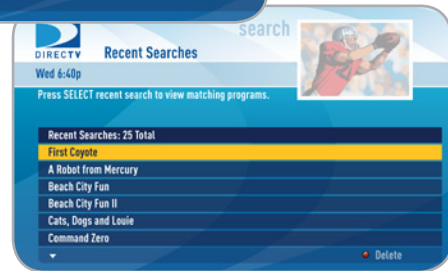 search
DIRECTV
Recent Searches
Wed 6:40p
Press SELECT recent search to view matching programs.
Recent Searches: 25 Total
First Coyote
A Robot from Mercury
Beach City Fun
Beach City Fun II
Cats, Dogs and Louie
Command Zero
Delete